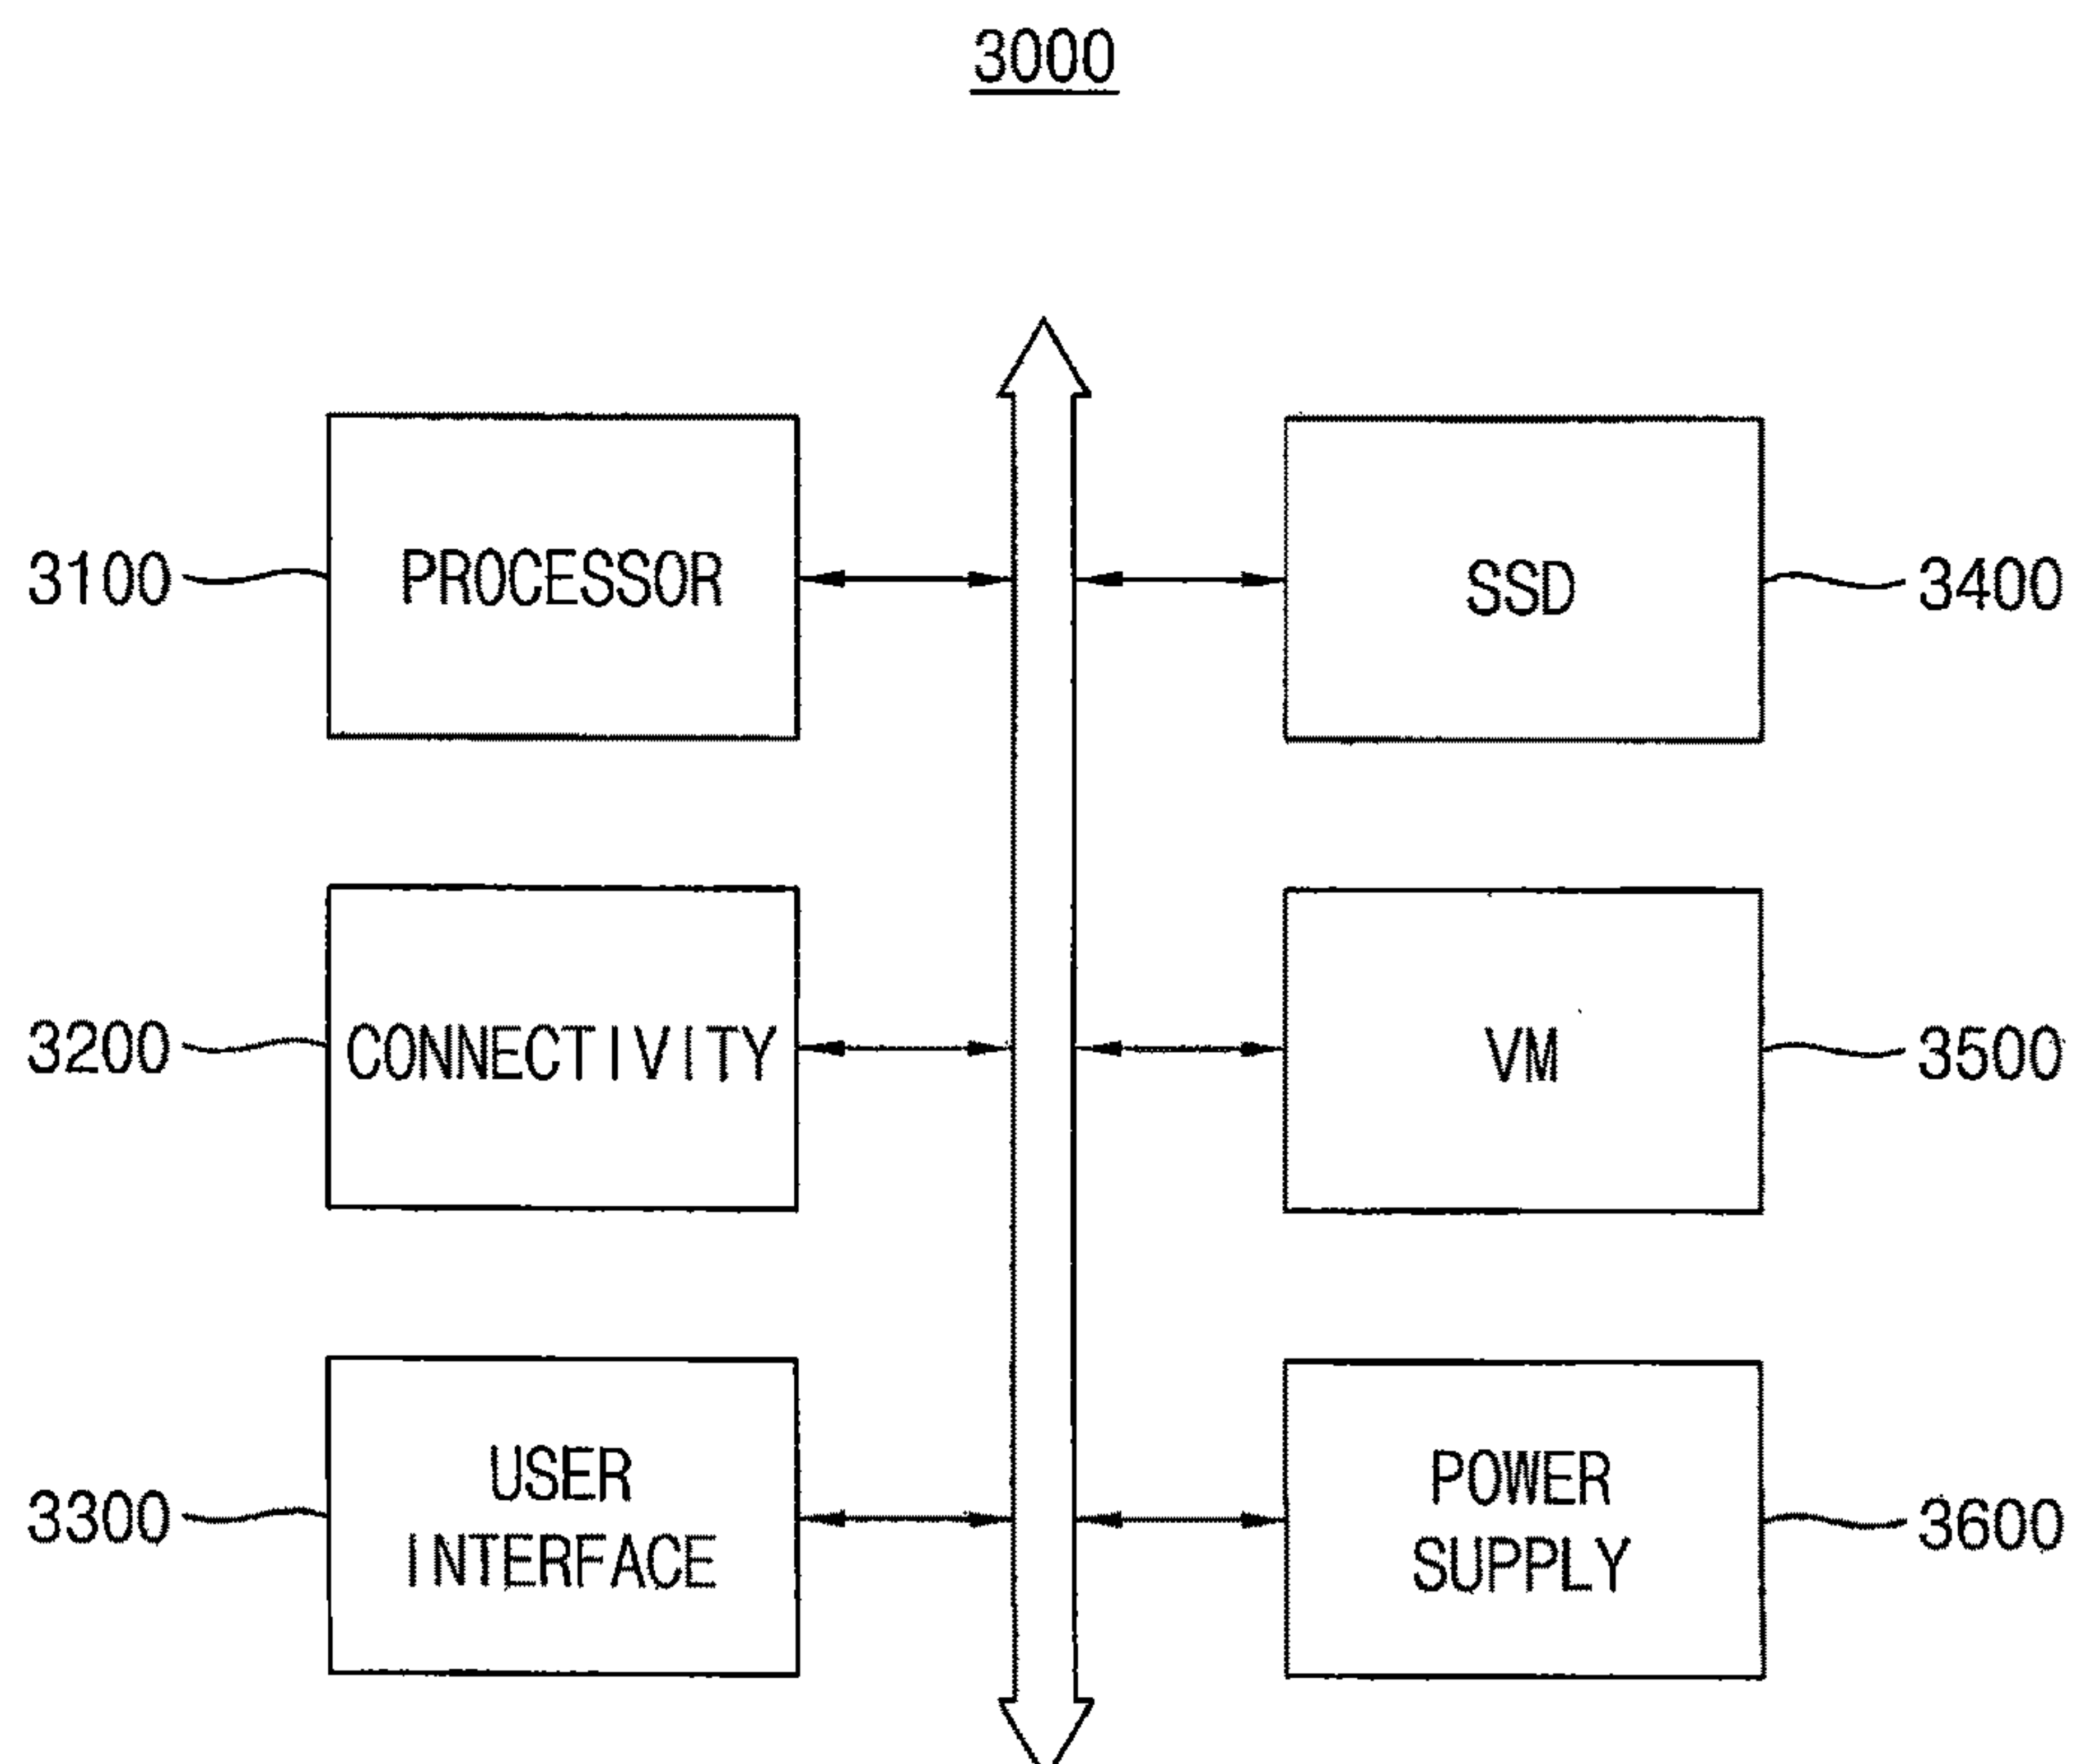 3000
3100
PROCESSOR
SSD
3400
3200
CONNECTIVITY
VM
3500
3300
USER
INTERFACE
POWER
SUPPLY
3600